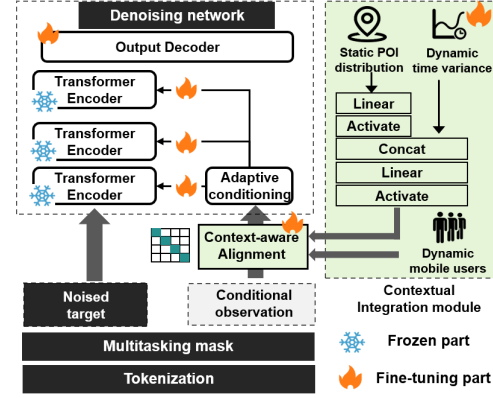 Denoising network
Output Decoder
Transformer
Encoder
Transformer
Encoder
Transformer
Encoder
Adaptive
conditioning
Context-aware
Alignment
Noised
target
Conditional
observation
Multitasking mask
Tokenization
Static POI
distribution
Dynamic
time variance
Linear
Activate
Concat
Linear
Activate
Dynamic
mobile users
Contextual
Integration module
Frozen part
Fine-tuning part